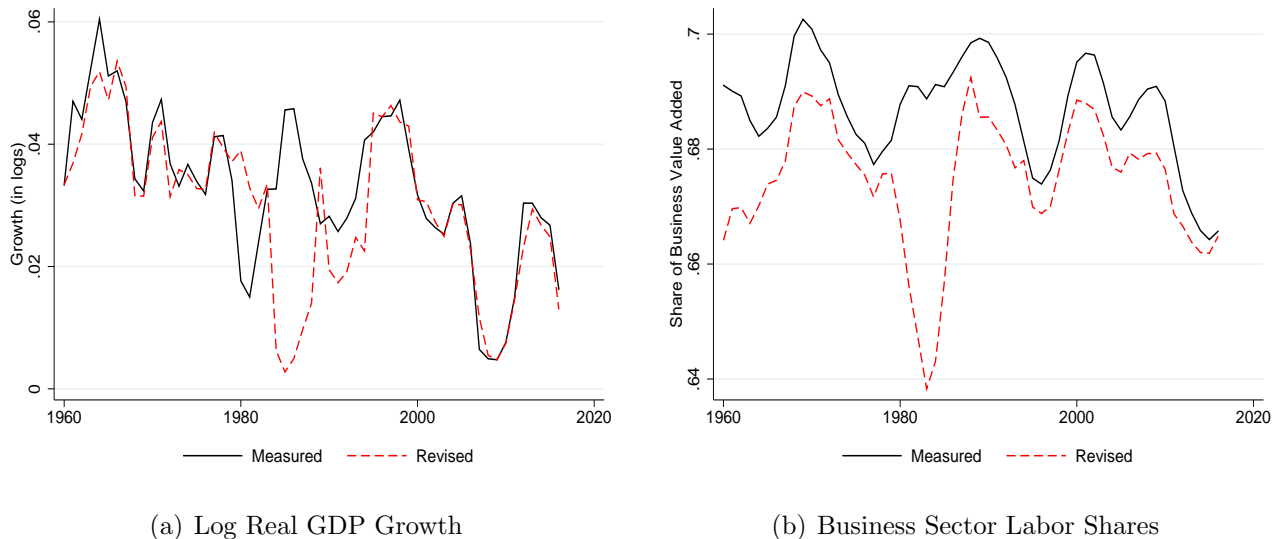 Growth (in logs)
.06
.04
.02
0
1960
1980
2000
2020
Measured
Revised
(a) Log Real GDP Growth
Share of Business Value Added
.7
.68
.66
.64
1960
1980
2000
2020
Measured
Revised
(b) Business Sector Labor Shares